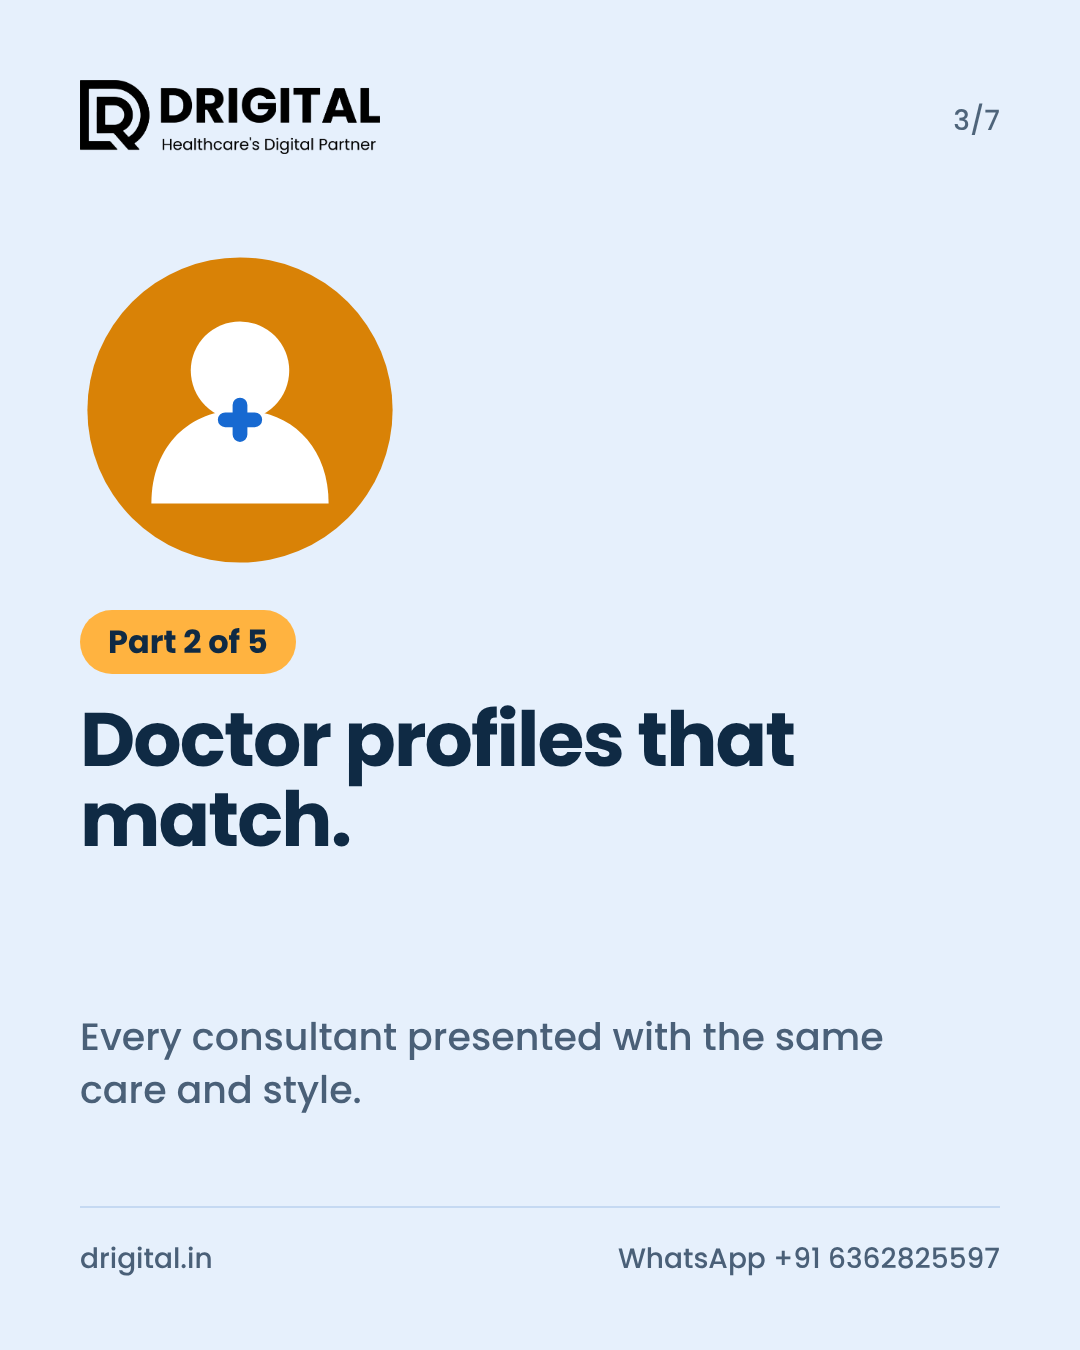 DRIGITAL
Healthcare's Digital Partner
3/7
Part 2 of 5
Doctor profiles that
match.
Every consultant presented with the same
care and style.
drigital.in
WhatsApp +91 6362825597